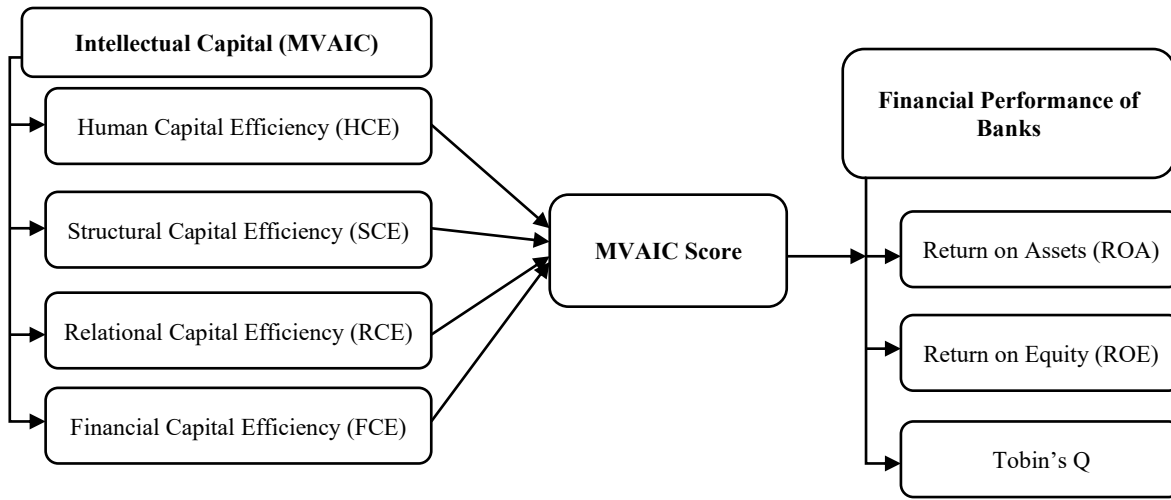 Intellectual Capital (MVAIC)
Human Capital Efficiency (HCE)
Structural Capital Efficiency (SCE)
Relational Capital Efficiency (RCE)
Financial Capital Efficiency (FCE)
MVAIC Score
Financial Performance of
Banks
Return on Assets (ROA)
Return on Equity (ROE)
Tobin’s Q